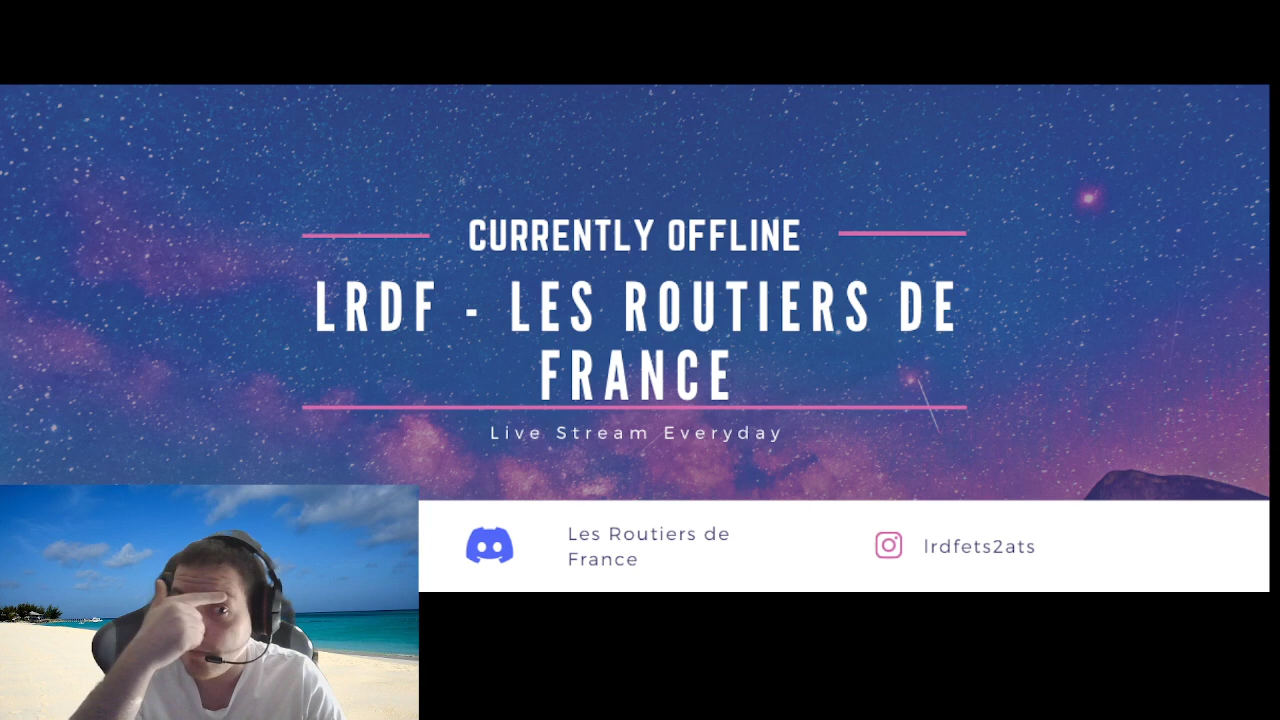 CURRENTLY OFFLINE
LRDF - LES ROUTIERS DE
FRANCE
Live Stream Everyday
Les Routiers de
France
lrdfets2ats